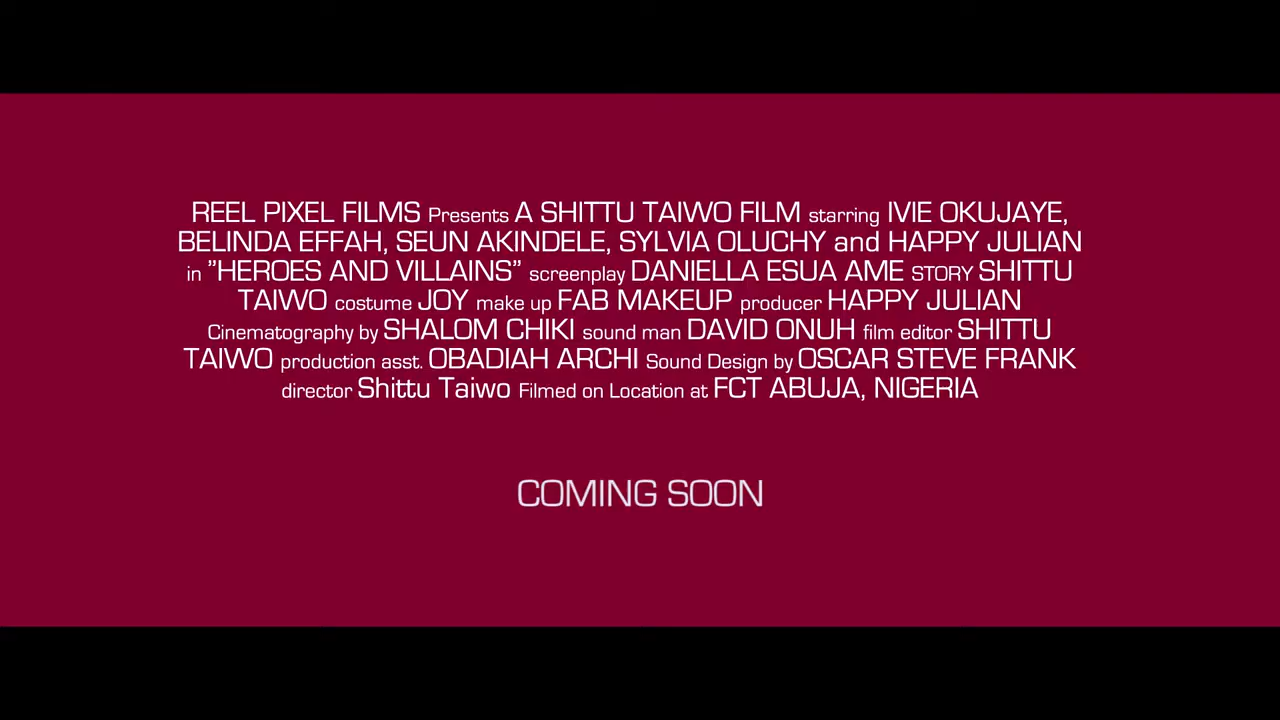 REEL PIXEL FILMS Presents A SHITTU TAIWO FILM starring IVIE OKUJAYE,
BELINDA EFFAH, SEUN AKINDELE, SYLVIA OLUCHY and HAPPY JULIAN
in ”HEROES AND VILLAINS” screenplay DANIELLA ESUA AME STORY SHITTU
TAIWO costume JOY make up FAB MAKEUP producer HAPPY JULIAN
Cinematography by SHALOM CHIKI sound man DAVID ONUH film editor SHITTU
TAIWO production asst. OBADIAH ARCHI Sound Design by OSCAR STEVE FRANK
director Shittu Taiwo Filmed on Location at FCT ABUJA, NIGERIA
COMING SOON